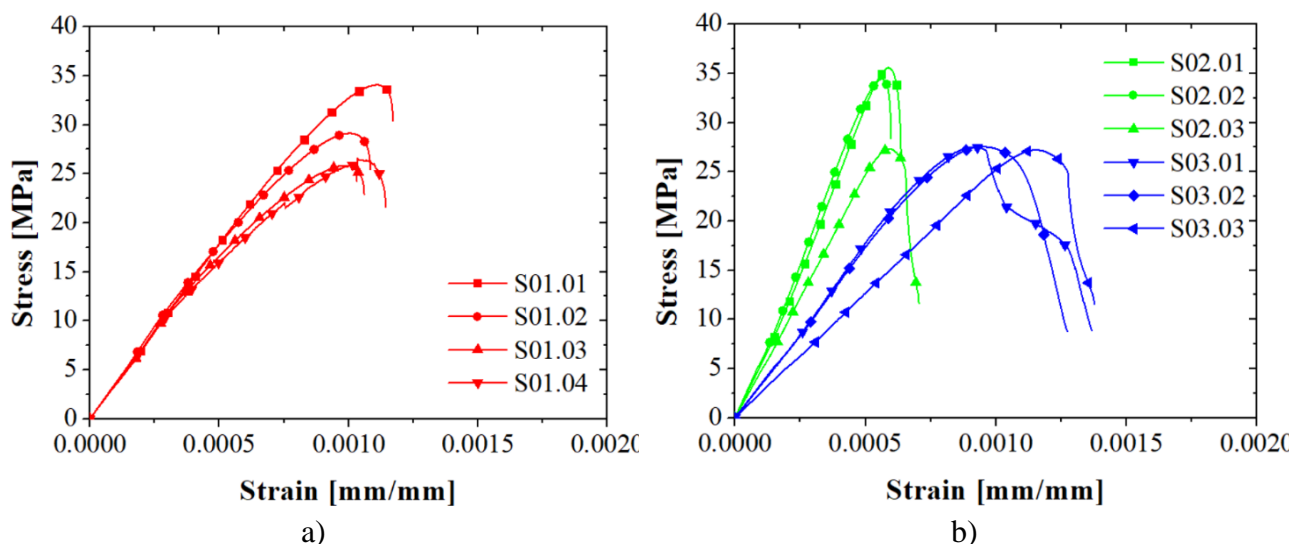 40
35
30
25
20
15
10
5
0
Stress [MPa]
0.0000 0.0005 0.0010 0.0015 0.0020
Strain [mm/mm]
S01.01
S01.02
S01.03
S01.04
a)
40
35
30
25
20
15
10
5
0
Stress [MPa]
0.0000 0.0005 0.0010 0.0015 0.0020
Strain [mm/mm]
S02.01
S02.02
S02.03
S03.01
S03.02
S03.03
b)